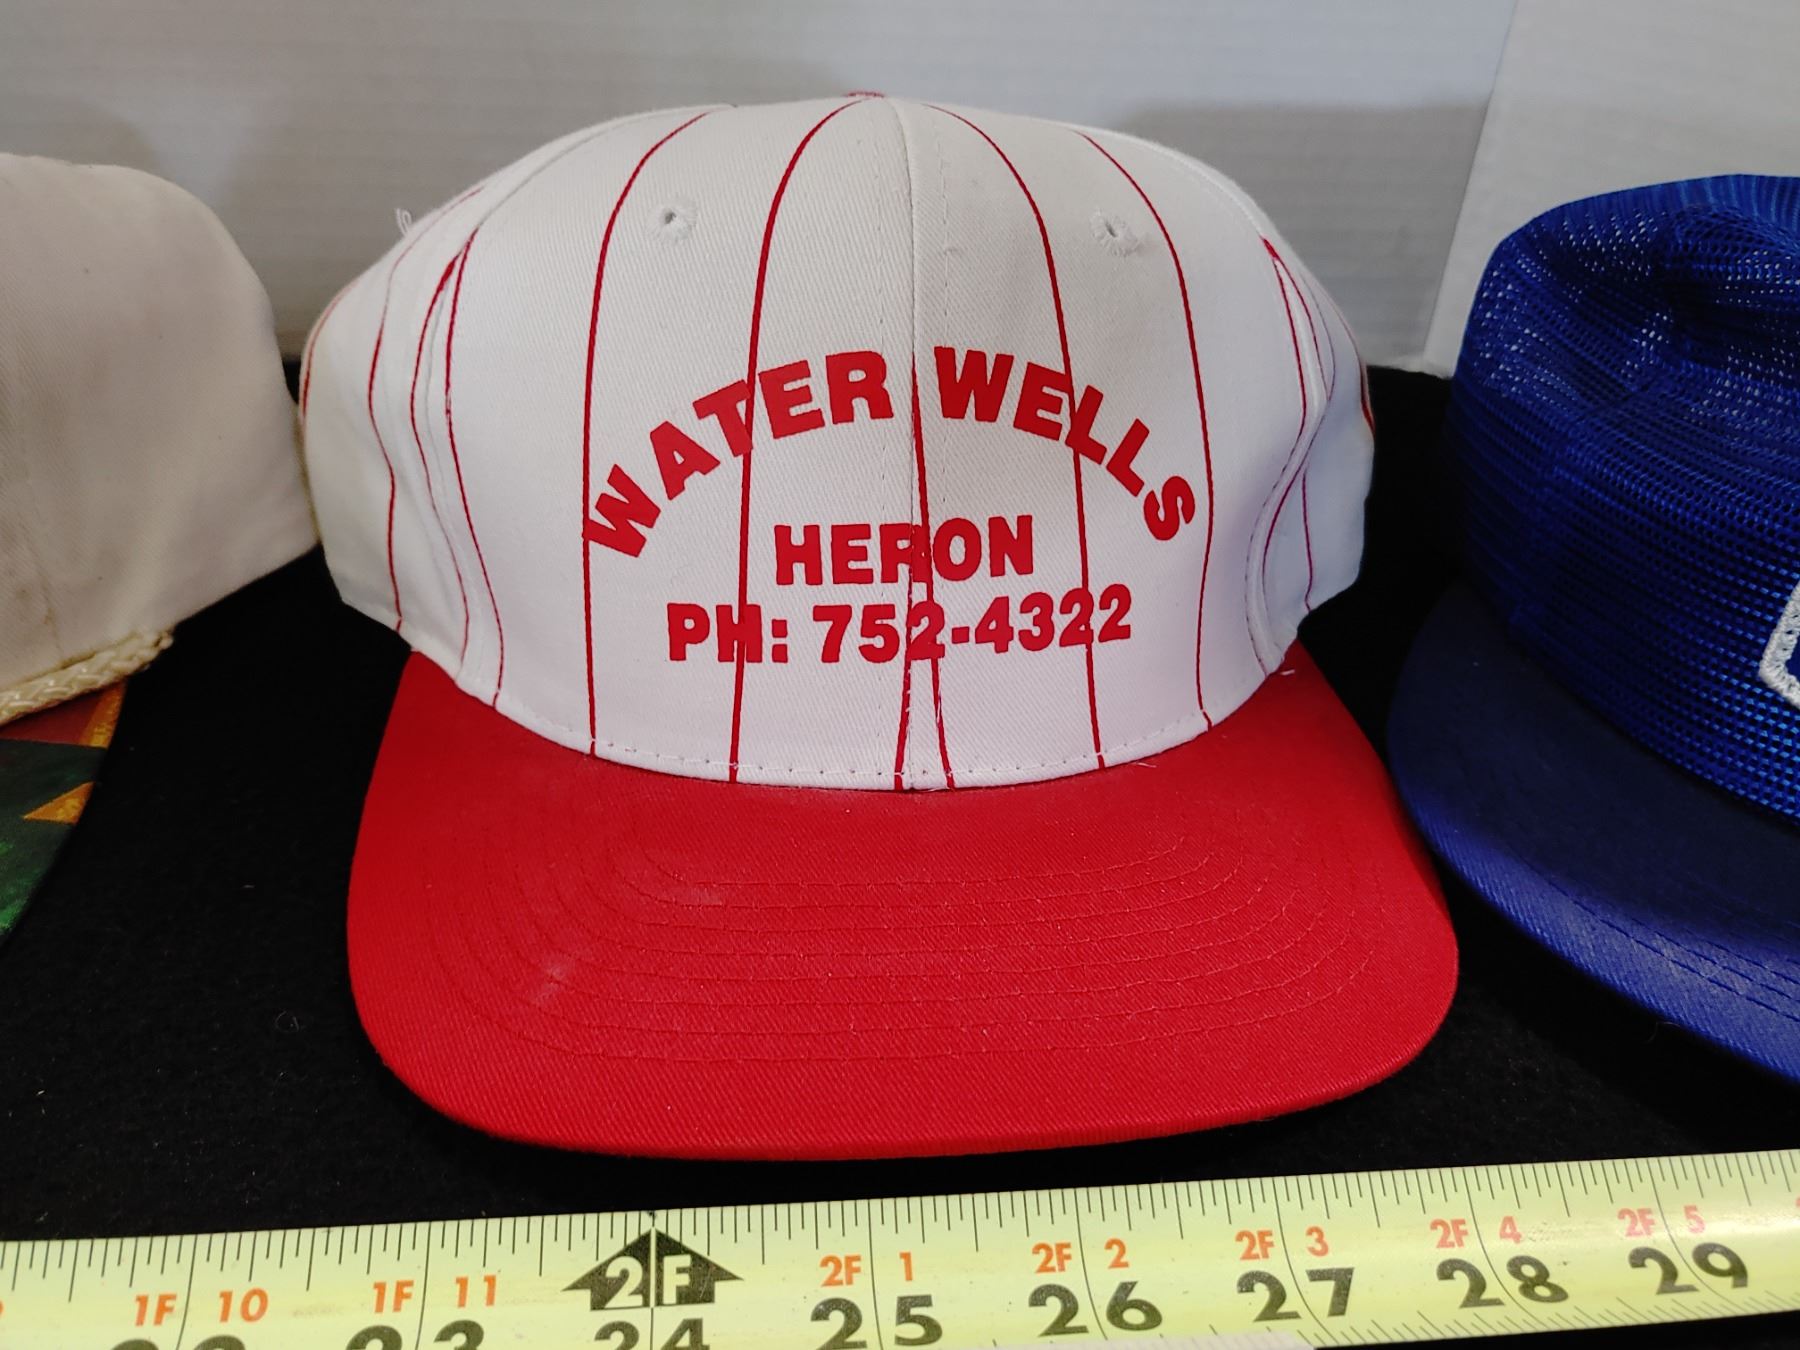 WATER WELLS
HERON
PH: 752-4322
1F 10 1F 11 2F 2F 1 2F 2 2F 3 2F 4 2F 5
23 24 25 26 27 28 29